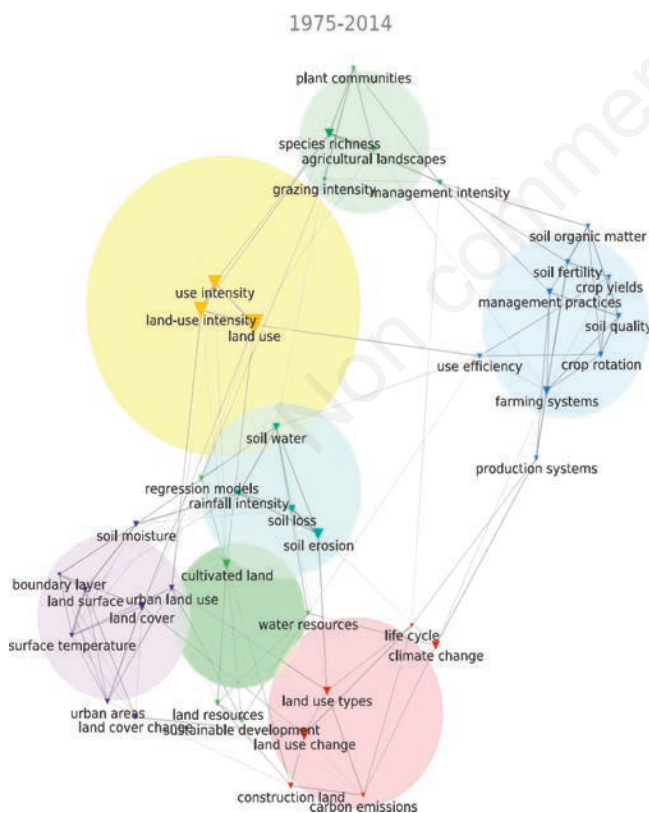 1975-2014
plant communities
species richness
agricultural landscapes
grazing intensity
management intensity
soil organic matter
soil fertility
crop yields
management practices
soil quality
use intensity
land-use intensity
land use
use efficiency
crop rotation
farming systems
soil water
production systems
regression models
rainfall intensity
soil loss
soil moisture
soil erosion
boundary layer
cultivated land
land surface
urban land use
land cover
water resources
life cycle
surface temperature
climate change
land use types
urban areas
land resources
land cover change
sustainable development
land use change
construction land
carbon emissions
Non commer